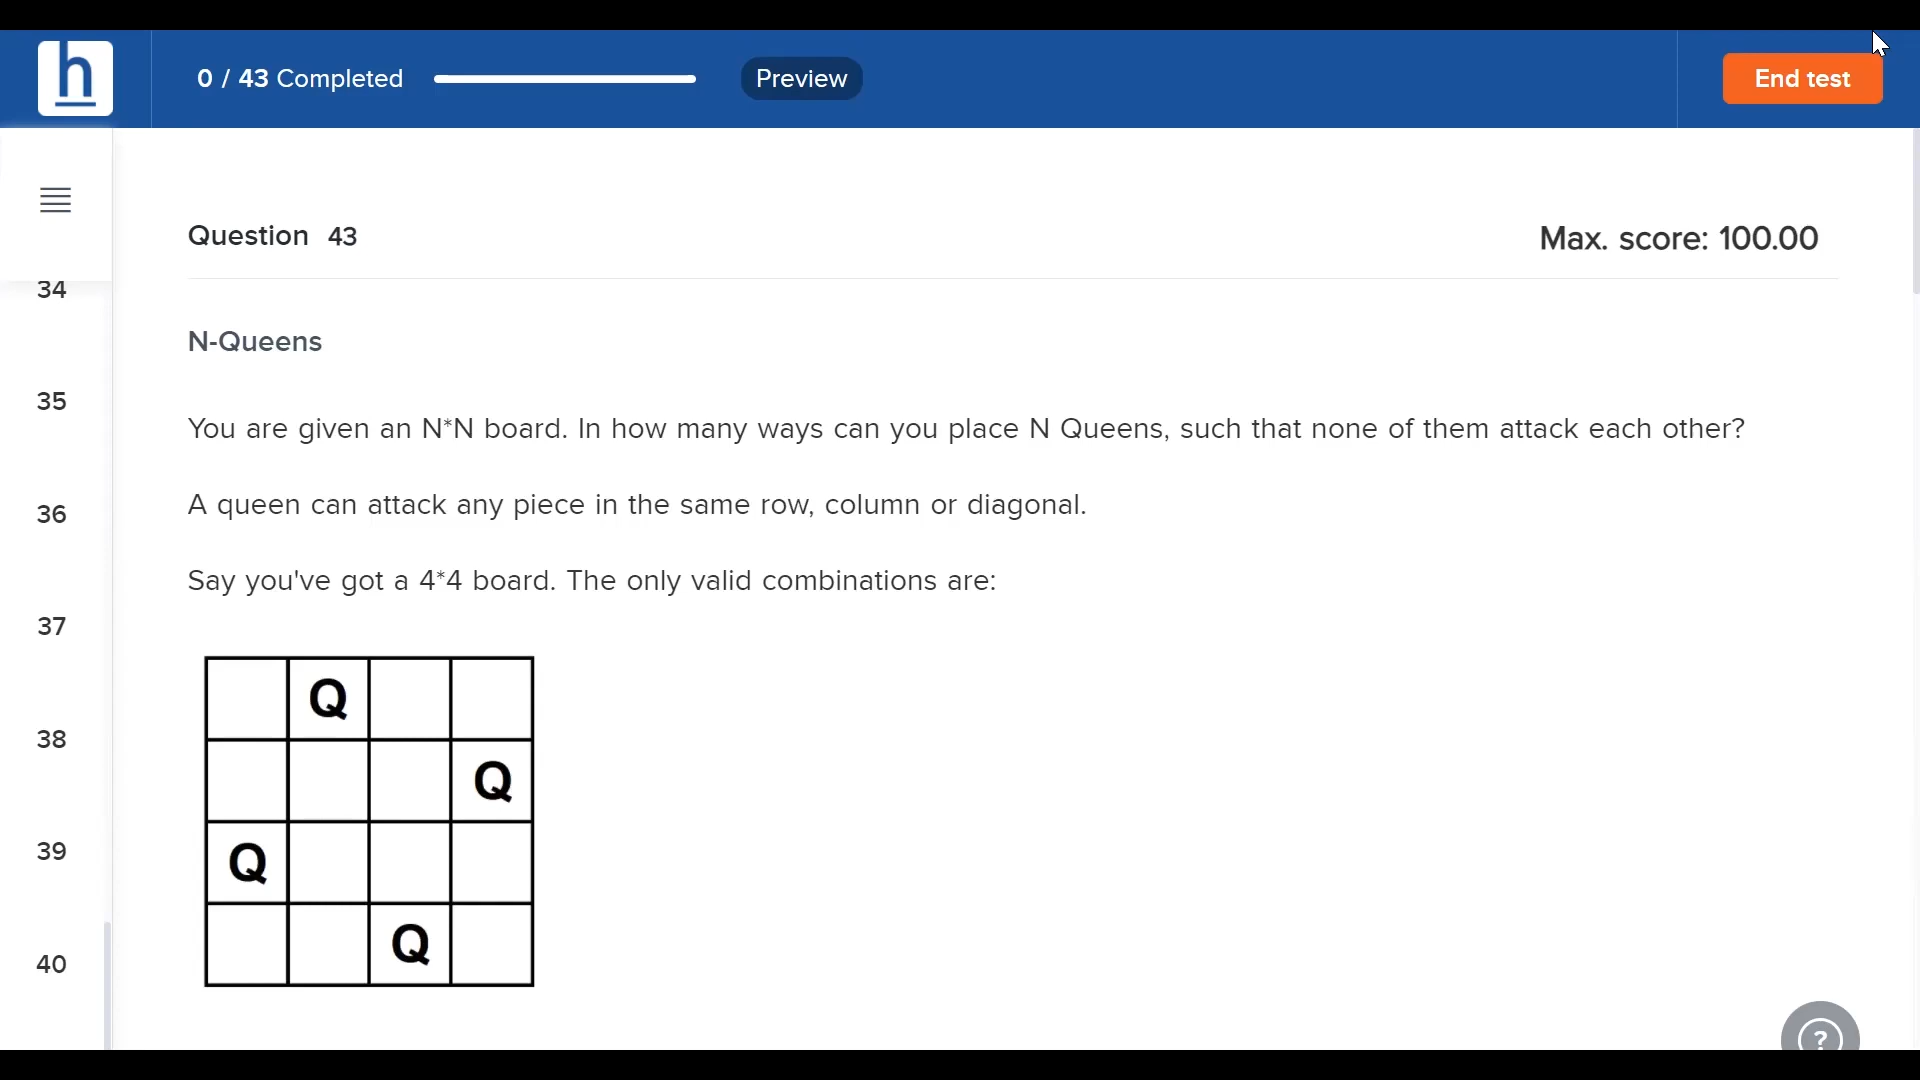 h
0 / 43 Completed
Preview
End test
Question 43
Max. score: 100.00
34
N-Queens
35
You are given an N*N board. In how many ways can you place N Queens, such that none of them attack each other?
36
A queen can attack any piece in the same row, column or diagonal.
Say you've got a 4*4 board. The only valid combinations are:
37
Q
38
Q
39
Q
40
Q
?